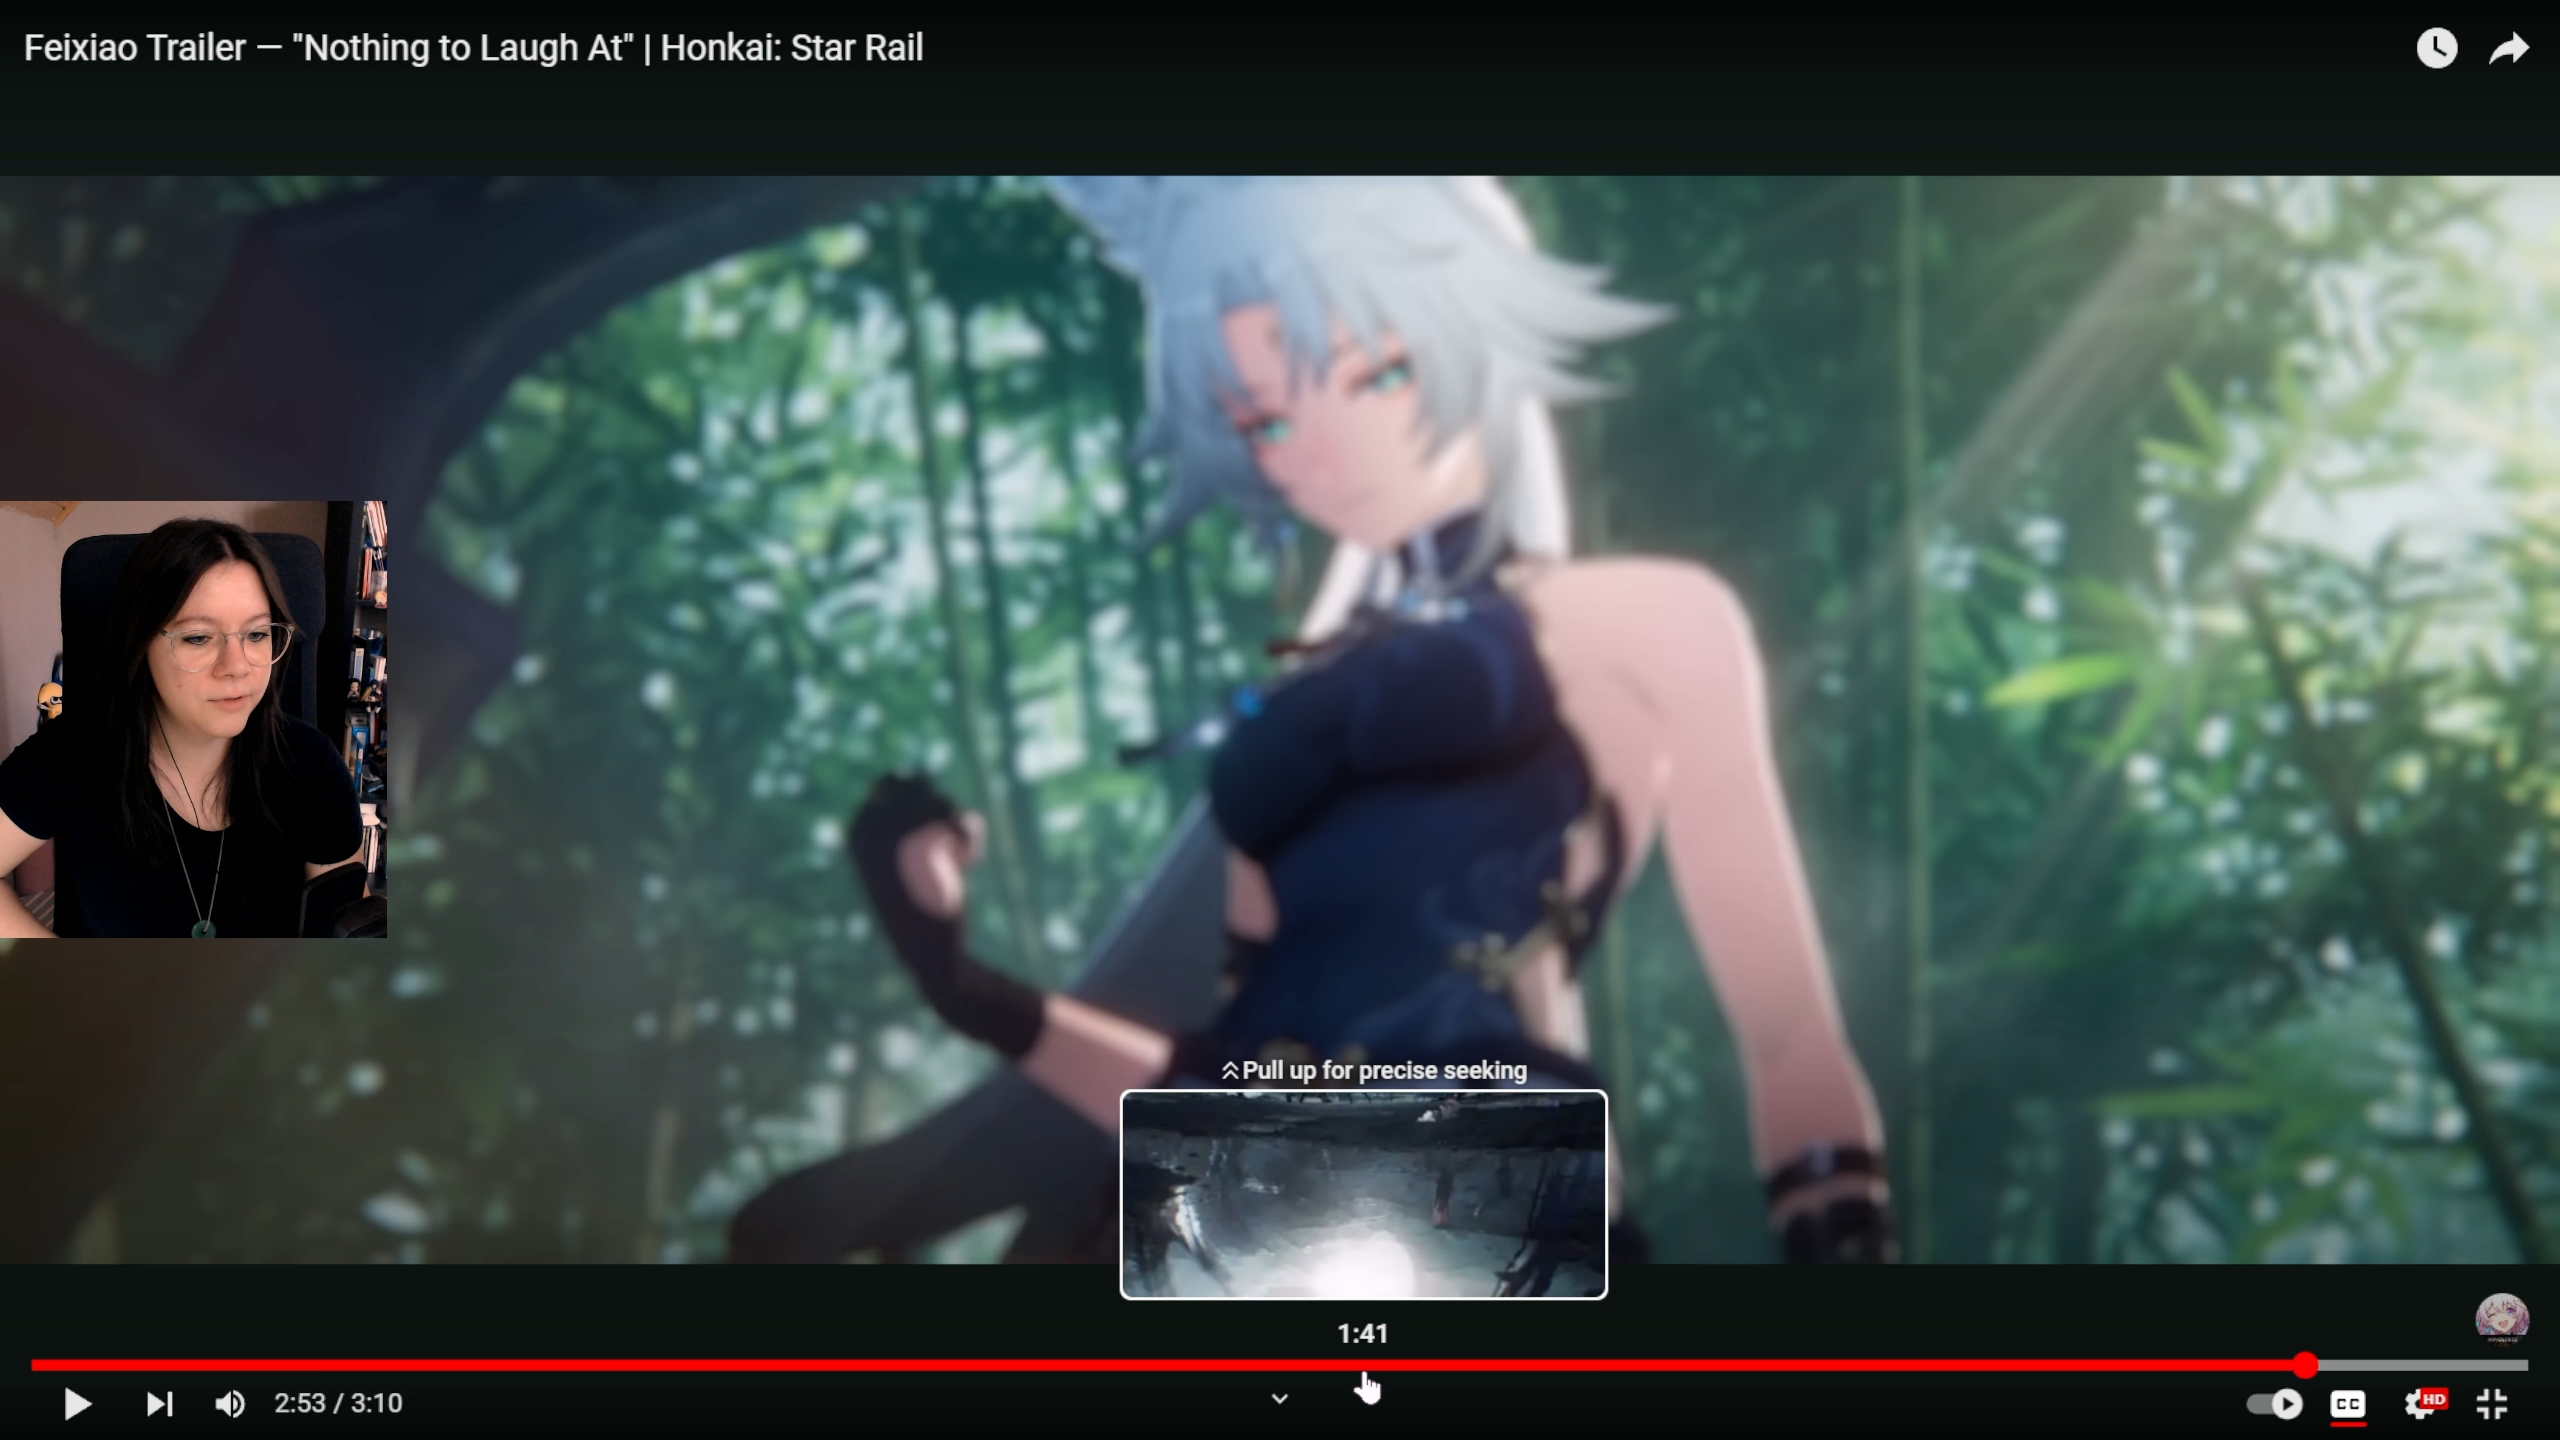 Feixiao Trailer — "Nothing to Laugh At" | Honkai: Star Rail
Pull up for precise seeking
1:41
2:53 / 3:10
CC
HD